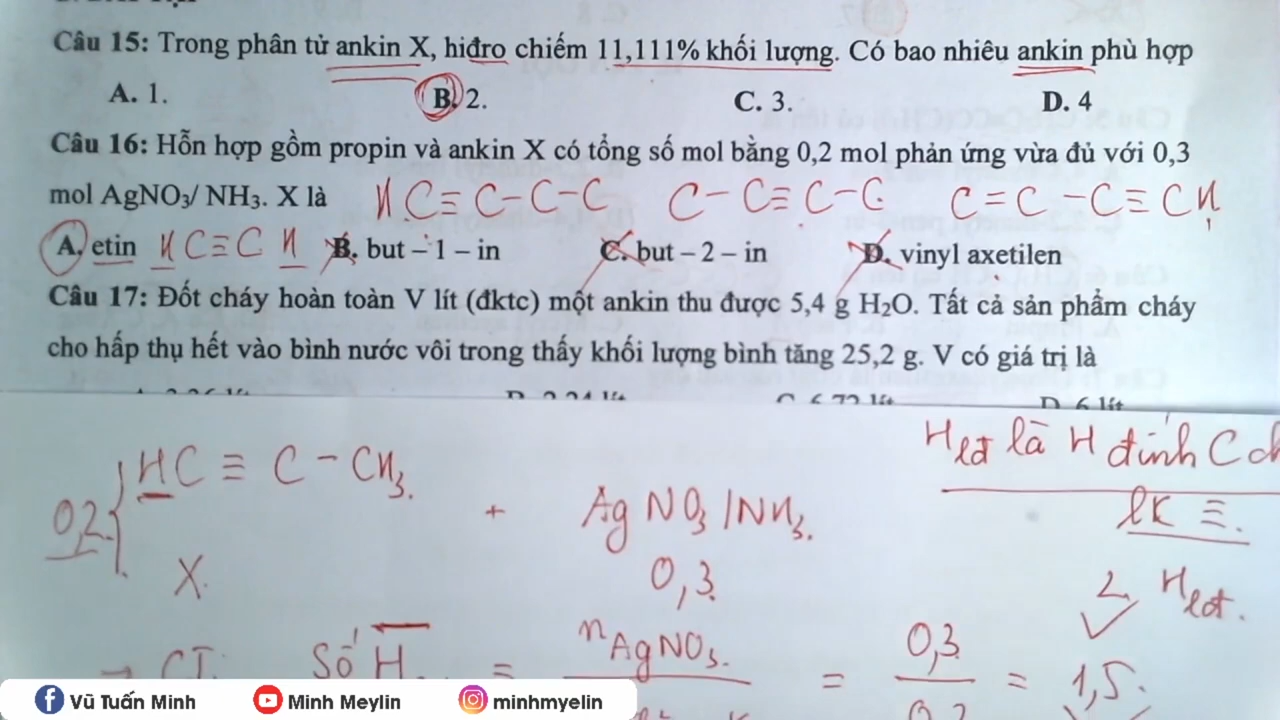 Câu 15: Trong phân tử ankin X, hiđro chiếm 11,111% khối lượng. Có bao nhiêu ankin phù hợp
A. 1. B. 2. C. 3. D. 4
Câu 16: Hỗn hợp gồm propin và ankin X có tổng số mol bằng 0,2 mol phản ứng vừa đủ với 0,3
mol AgNO₃/ NH₃. X là HC≡C-C-C C-C≡C-C C=C-C≡CH
A. etin HC≡CH B. but – 1 – in C. but – 2 – in D. vinyl axetilen
Câu 17: Đốt cháy hoàn toàn V lít (đktc) một ankin thu được 5,4 g H₂O. Tất cả sản phẩm cháy
cho hấp thụ hết vào bình nước vôi trong thấy khối lượng bình tăng 25,2 g. V có giá trị là
Hlđ là H đính C
lk ≡.
HC ≡ C - CH₃.
0,2 + AgNO₃/NH₃.
X. 0,3
2 Hlđ.
→ CT: Số H = nAgNO₃. = 0,3 = 1,5.
Vũ Tuấn Minh Minh Meylin minhmyelin